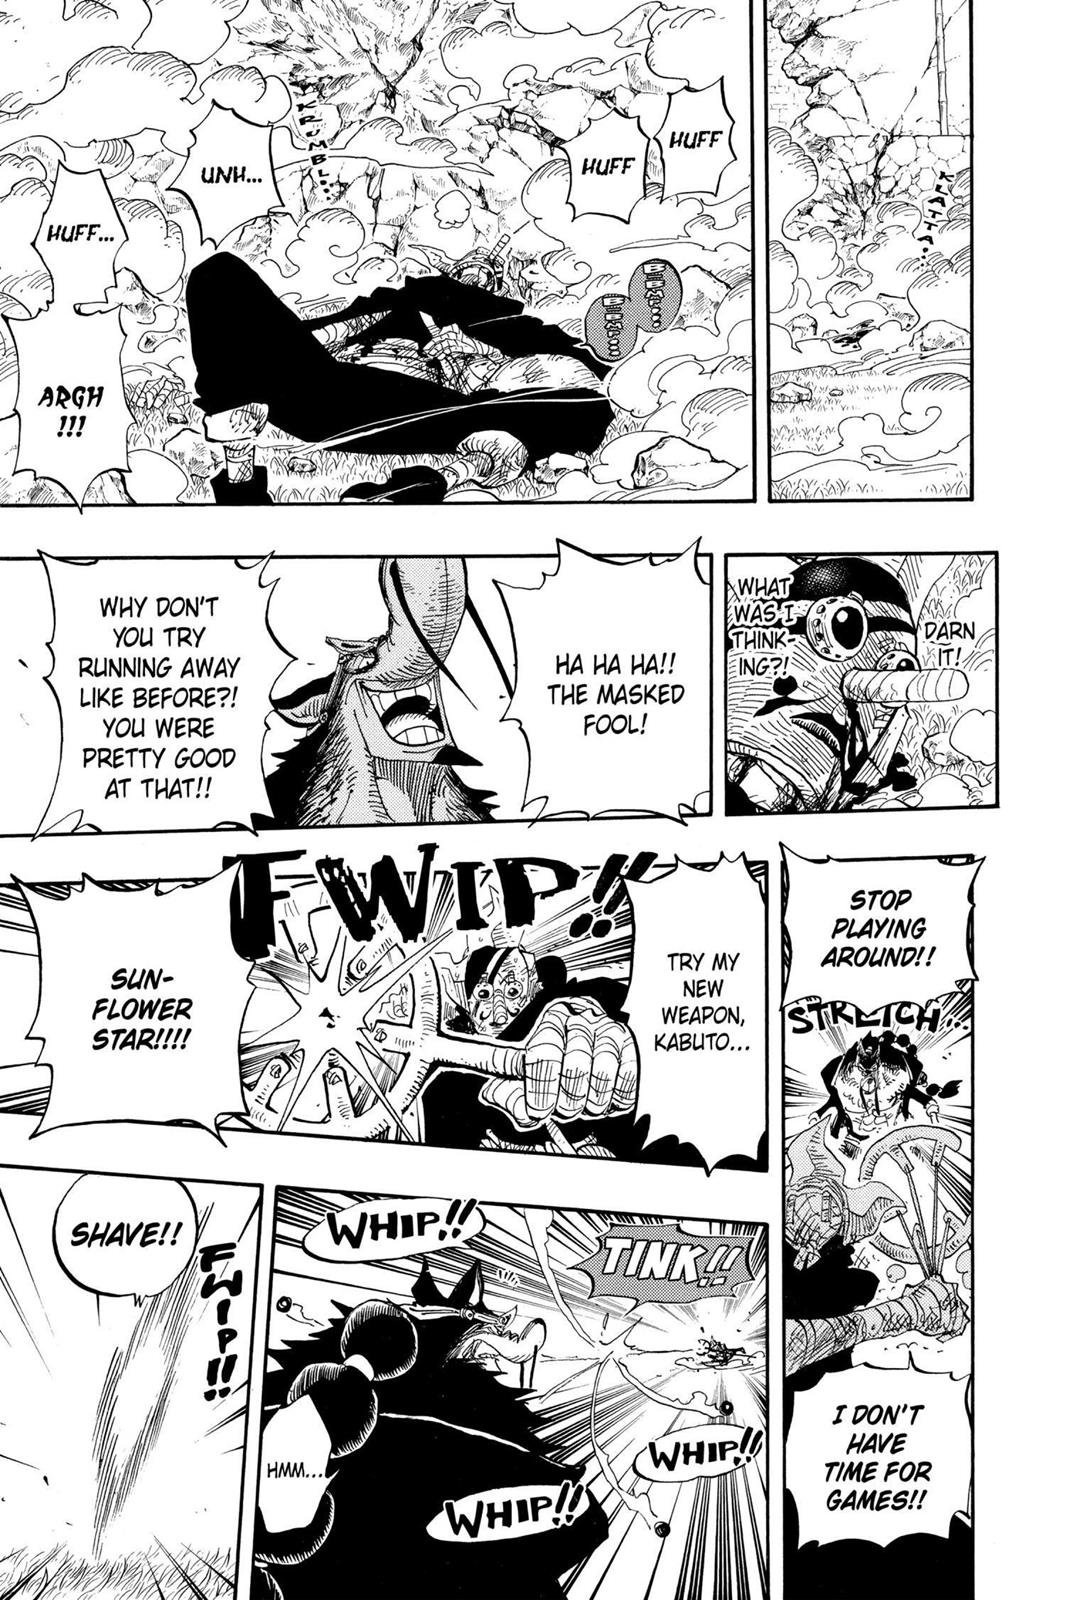 KLATTA...
HUFF
HUFF
KRUMBL...
UNH...
HUFF...
ARGH
!!!
DARN
IT!
WHAT
WAS I
THINK-
ING?!
HA HA HA!!
THE MASKED
FOOL!
WHY DON'T
YOU TRY
RUNNING AWAY
LIKE BEFORE?!
YOU WERE
PRETTY GOOD
AT THAT!!
STOP
PLAYING
AROUND!!
STRETCH...
I DON'T
HAVE
TIME FOR
GAMES!!
TRY MY
NEW
WEAPON,
KABUTO...
FWIP!!
SUN-
FLOWER
STAR!!!!
TINK!!
WHIP!!
WHIP!!
WHIP!!
HMM...
SHAVE!!
FWIP!!